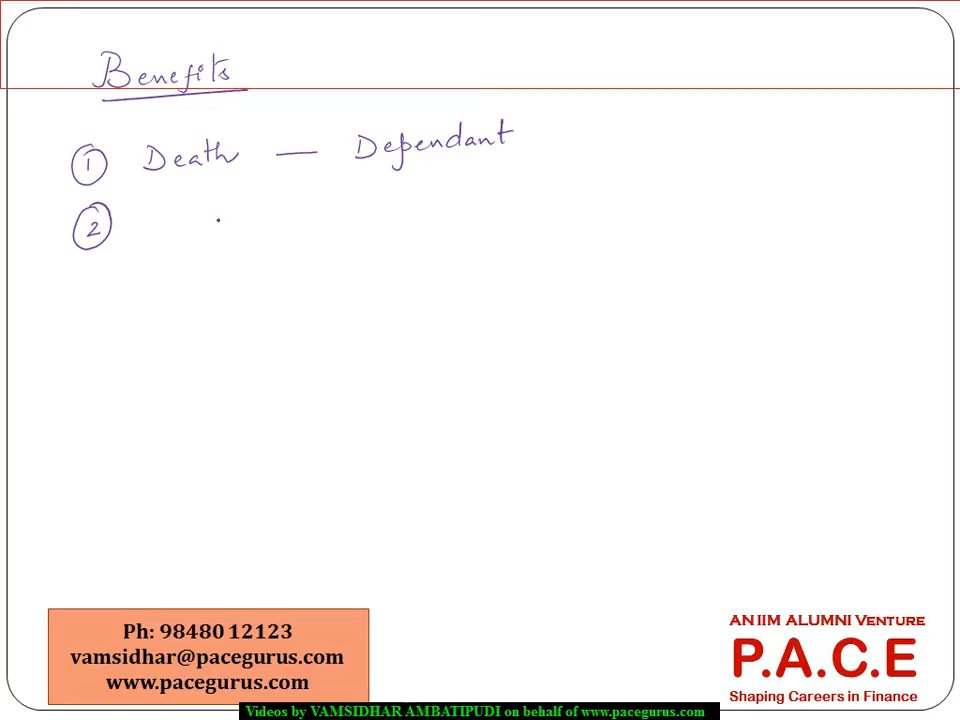 Benefits
① Death — Dependant
②
Ph: 98480 12123
vamsidhar@pacegurus.com
www.pacegurus.com
AN IIM ALUMNI VENTURE
P.A.C.E
Shaping Careers in Finance
Videos by VAMSIDHAR AMBATIPUDI on behalf of www.pacegurus.com